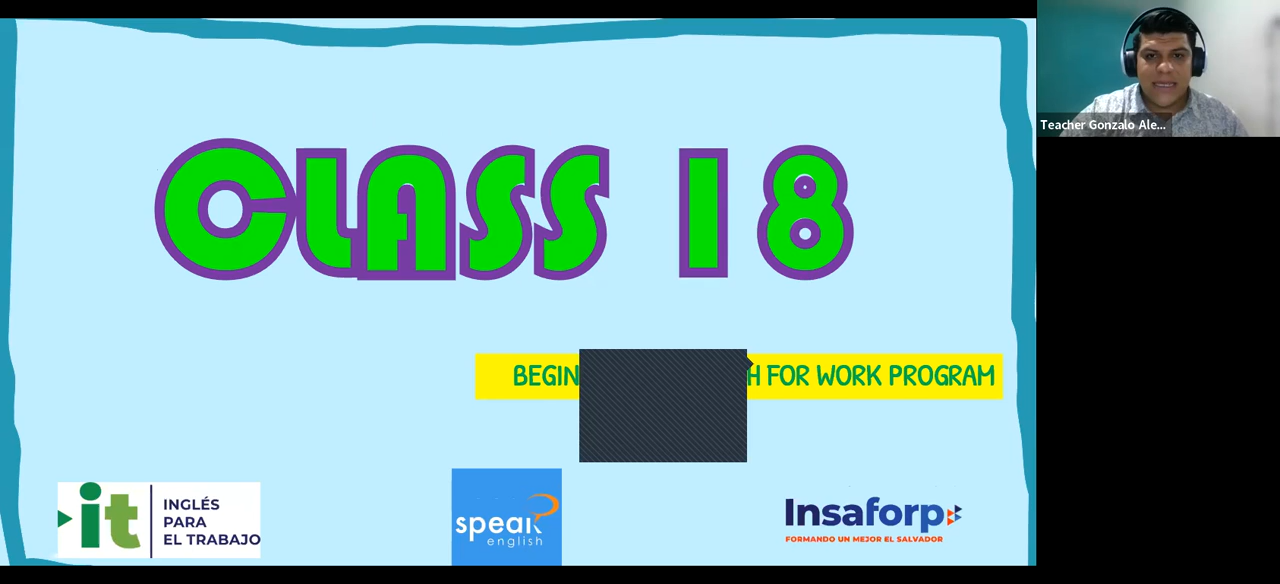 CLASS 18
Teacher Gonzalo Ale...
BEGIN
H FOR WORK PROGRAM
it
INGLÉS
PARA
EL TRABAJO
speak
english
Insaforp
FORMANDO UN MEJOR EL SALVADOR